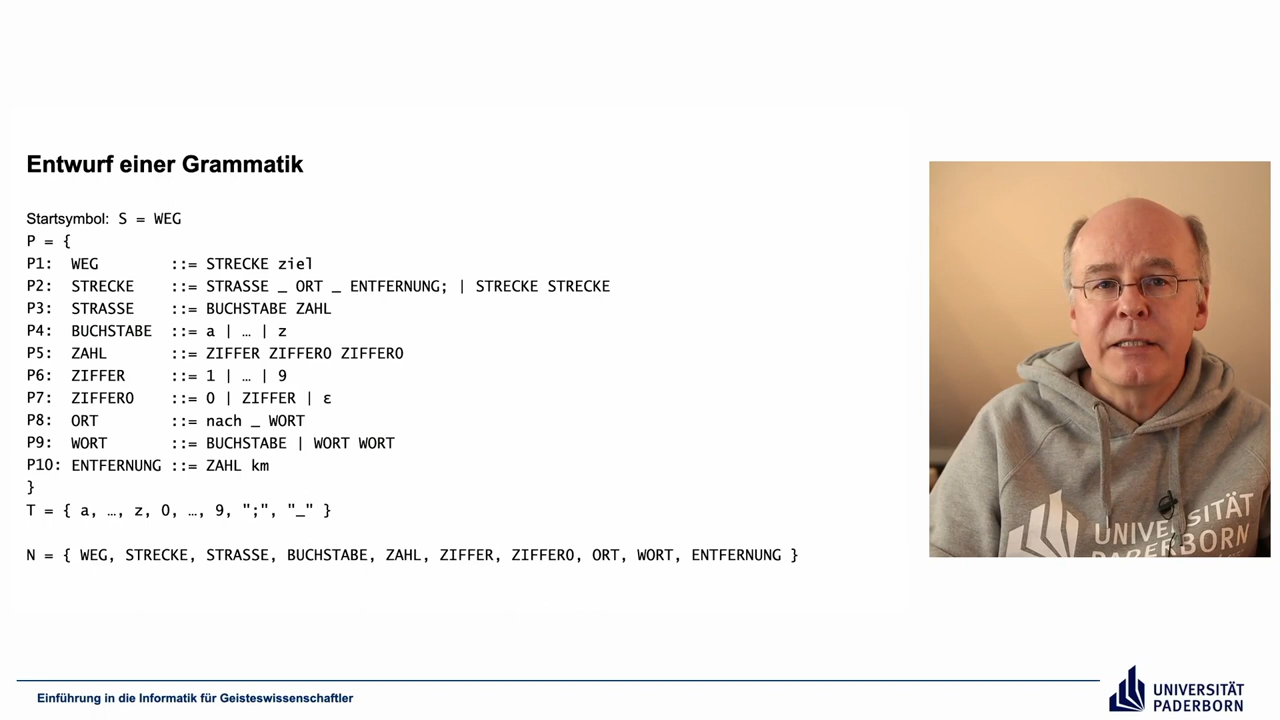 Entwurf einer Grammatik
Startsymbol: S = WEG
P = {
P1: WEG ::= STRECKE ziel
P2: STRECKE ::= STRASSE _ ORT _ ENTFERNUNG; | STRECKE STRECKE
P3: STRASSE ::= BUCHSTABE ZAHL
P4: BUCHSTABE ::= a | … | z
P5: ZAHL ::= ZIFFER ZIFFER0 ZIFFER0
P6: ZIFFER ::= 1 | … | 9
P7: ZIFFER0 ::= 0 | ZIFFER | ε
P8: ORT ::= nach _ WORT
P9: WORT ::= BUCHSTABE | WORT WORT
P10: ENTFERNUNG ::= ZAHL km
}
T = { a, …, z, 0, …, 9, ";", "_" }
N = { WEG, STRECKE, STRASSE, BUCHSTABE, ZAHL, ZIFFER, ZIFFER0, ORT, WORT, ENTFERNUNG }
UNIVERSITÄT
PADERBORN
Einführung in die Informatik für Geisteswissenschaftler
UNIVERSITÄT
PADERBORN